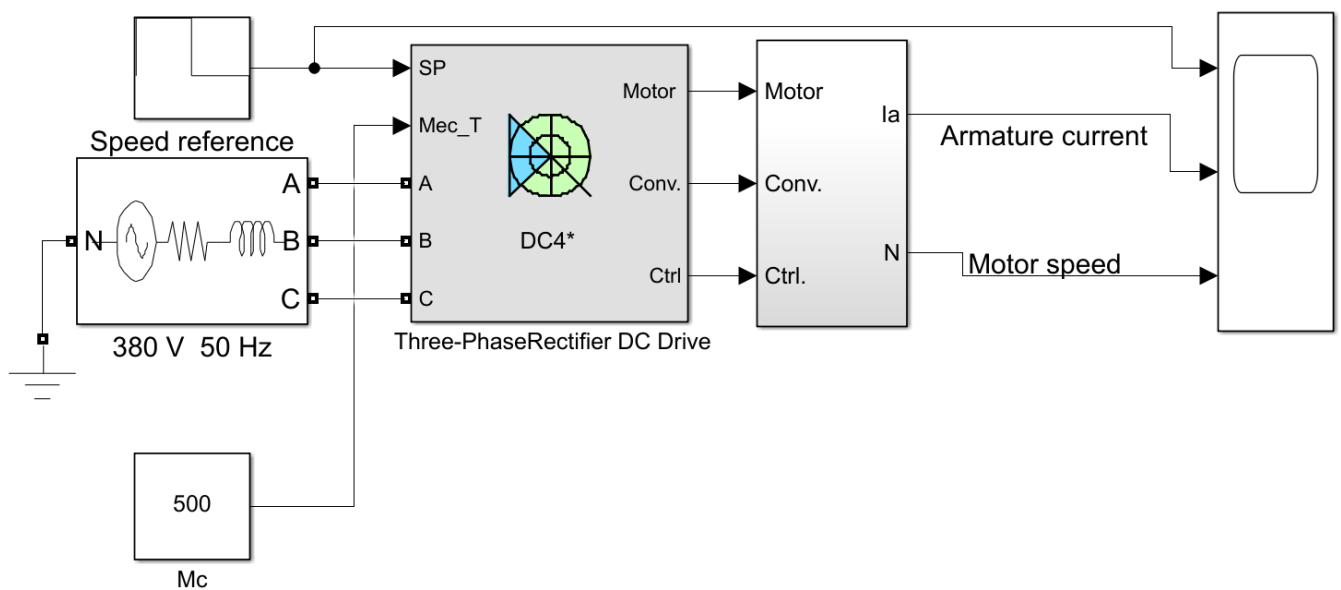 Speed reference
A
N
B
C
380 V 50 Hz
500
Mc
SP
Mec_T
A
B
C
DC4*
Motor
Conv.
Ctrl
Three-PhaseRectifier DC Drive
Motor
Conv.
Ctrl.
Ia
N
Armature current
Motor speed